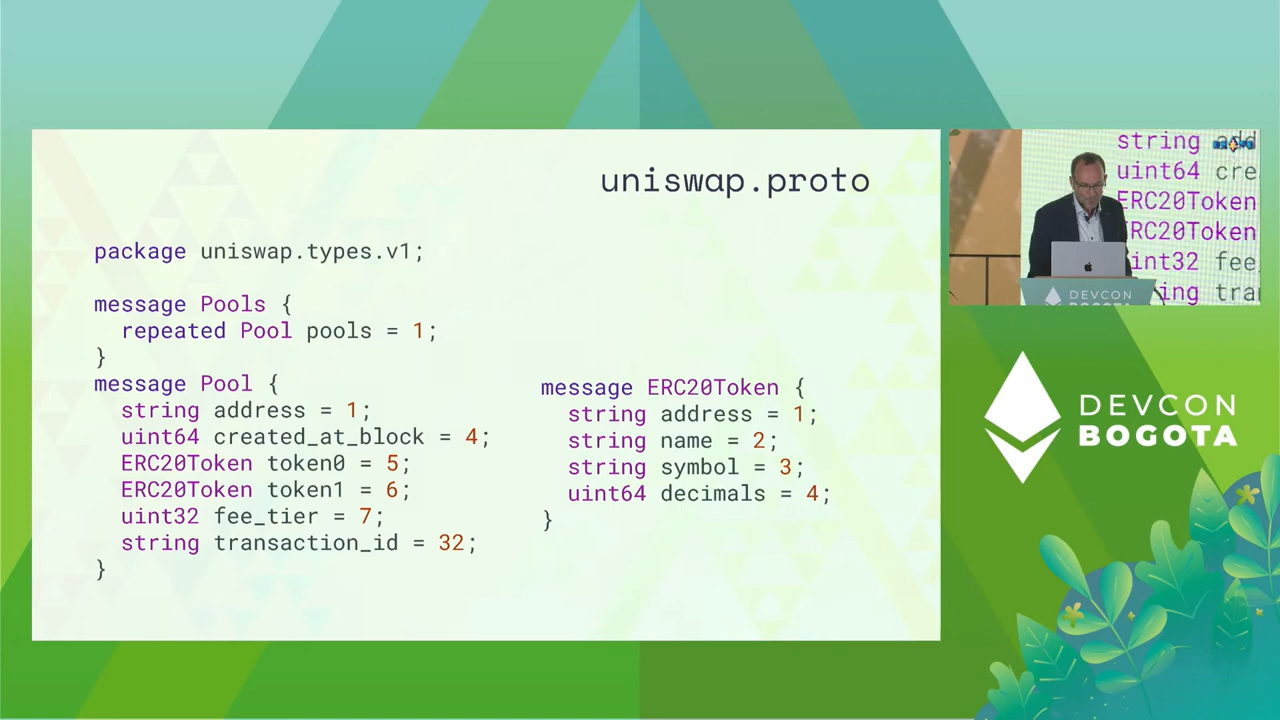 uniswap.proto
package uniswap.types.v1;
message Pools {
  repeated Pool pools = 1;
}
message Pool {
  string address = 1;
  uint64 created_at_block = 4;
  ERC20Token token0 = 5;
  ERC20Token token1 = 6;
  uint32 fee_tier = 7;
  string transaction_id = 32;
}
message ERC20Token {
  string address = 1;
  string name = 2;
  string symbol = 3;
  uint64 decimals = 4;
}
string add
uint64 cre
ERC20Token
ERC20Token
int32 fee
ing tra
DEVCON
BOGOTA
DEVCON
BOGOTA